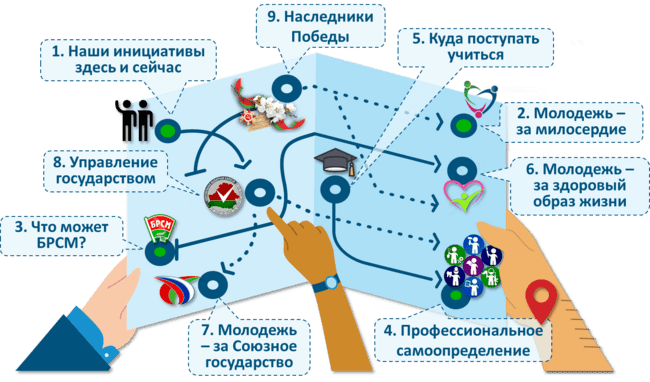 1. Наши инициативы
здесь и сейчас
9. Наследники
Победы
5. Куда поступать
учиться
2. Молодежь –
за милосердие
8. Управление
государством
6. Молодежь –
за здоровый
образ жизни
3. Что может
БРСМ?
БРСМ
7. Молодежь
– за Союзное
государство
4. Профессиональное
самоопределение